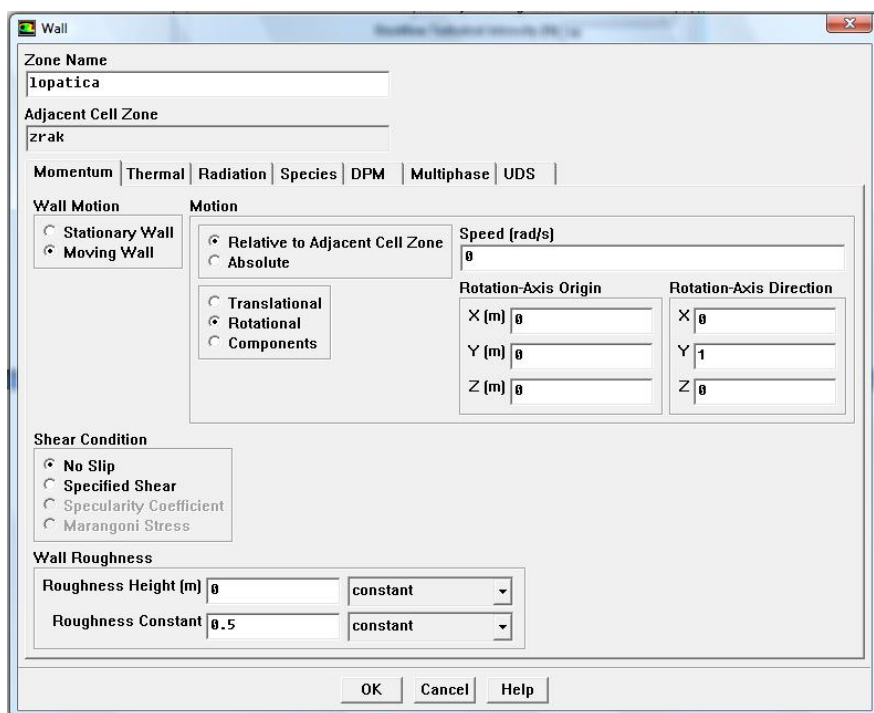 Wall
Zone Name
lopatica
Adjacent Cell Zone
zrak
Momentum Thermal Radiation Species DPM Multiphase UDS
Wall Motion
Stationary Wall
Moving Wall
Motion
Relative to Adjacent Cell Zone
Absolute
Translational
Rotational
Components
Speed (rad/s)
0
Rotation-Axis Origin
X (m) 0
Y (m) 0
Z (m) 0
Rotation-Axis Direction
X 0
Y 1
Z 0
Shear Condition
No Slip
Specified Shear
Specularity Coefficient
Marangoni Stress
Wall Roughness
Roughness Height (m) 0 constant
Roughness Constant 0.5 constant
OK Cancel Help